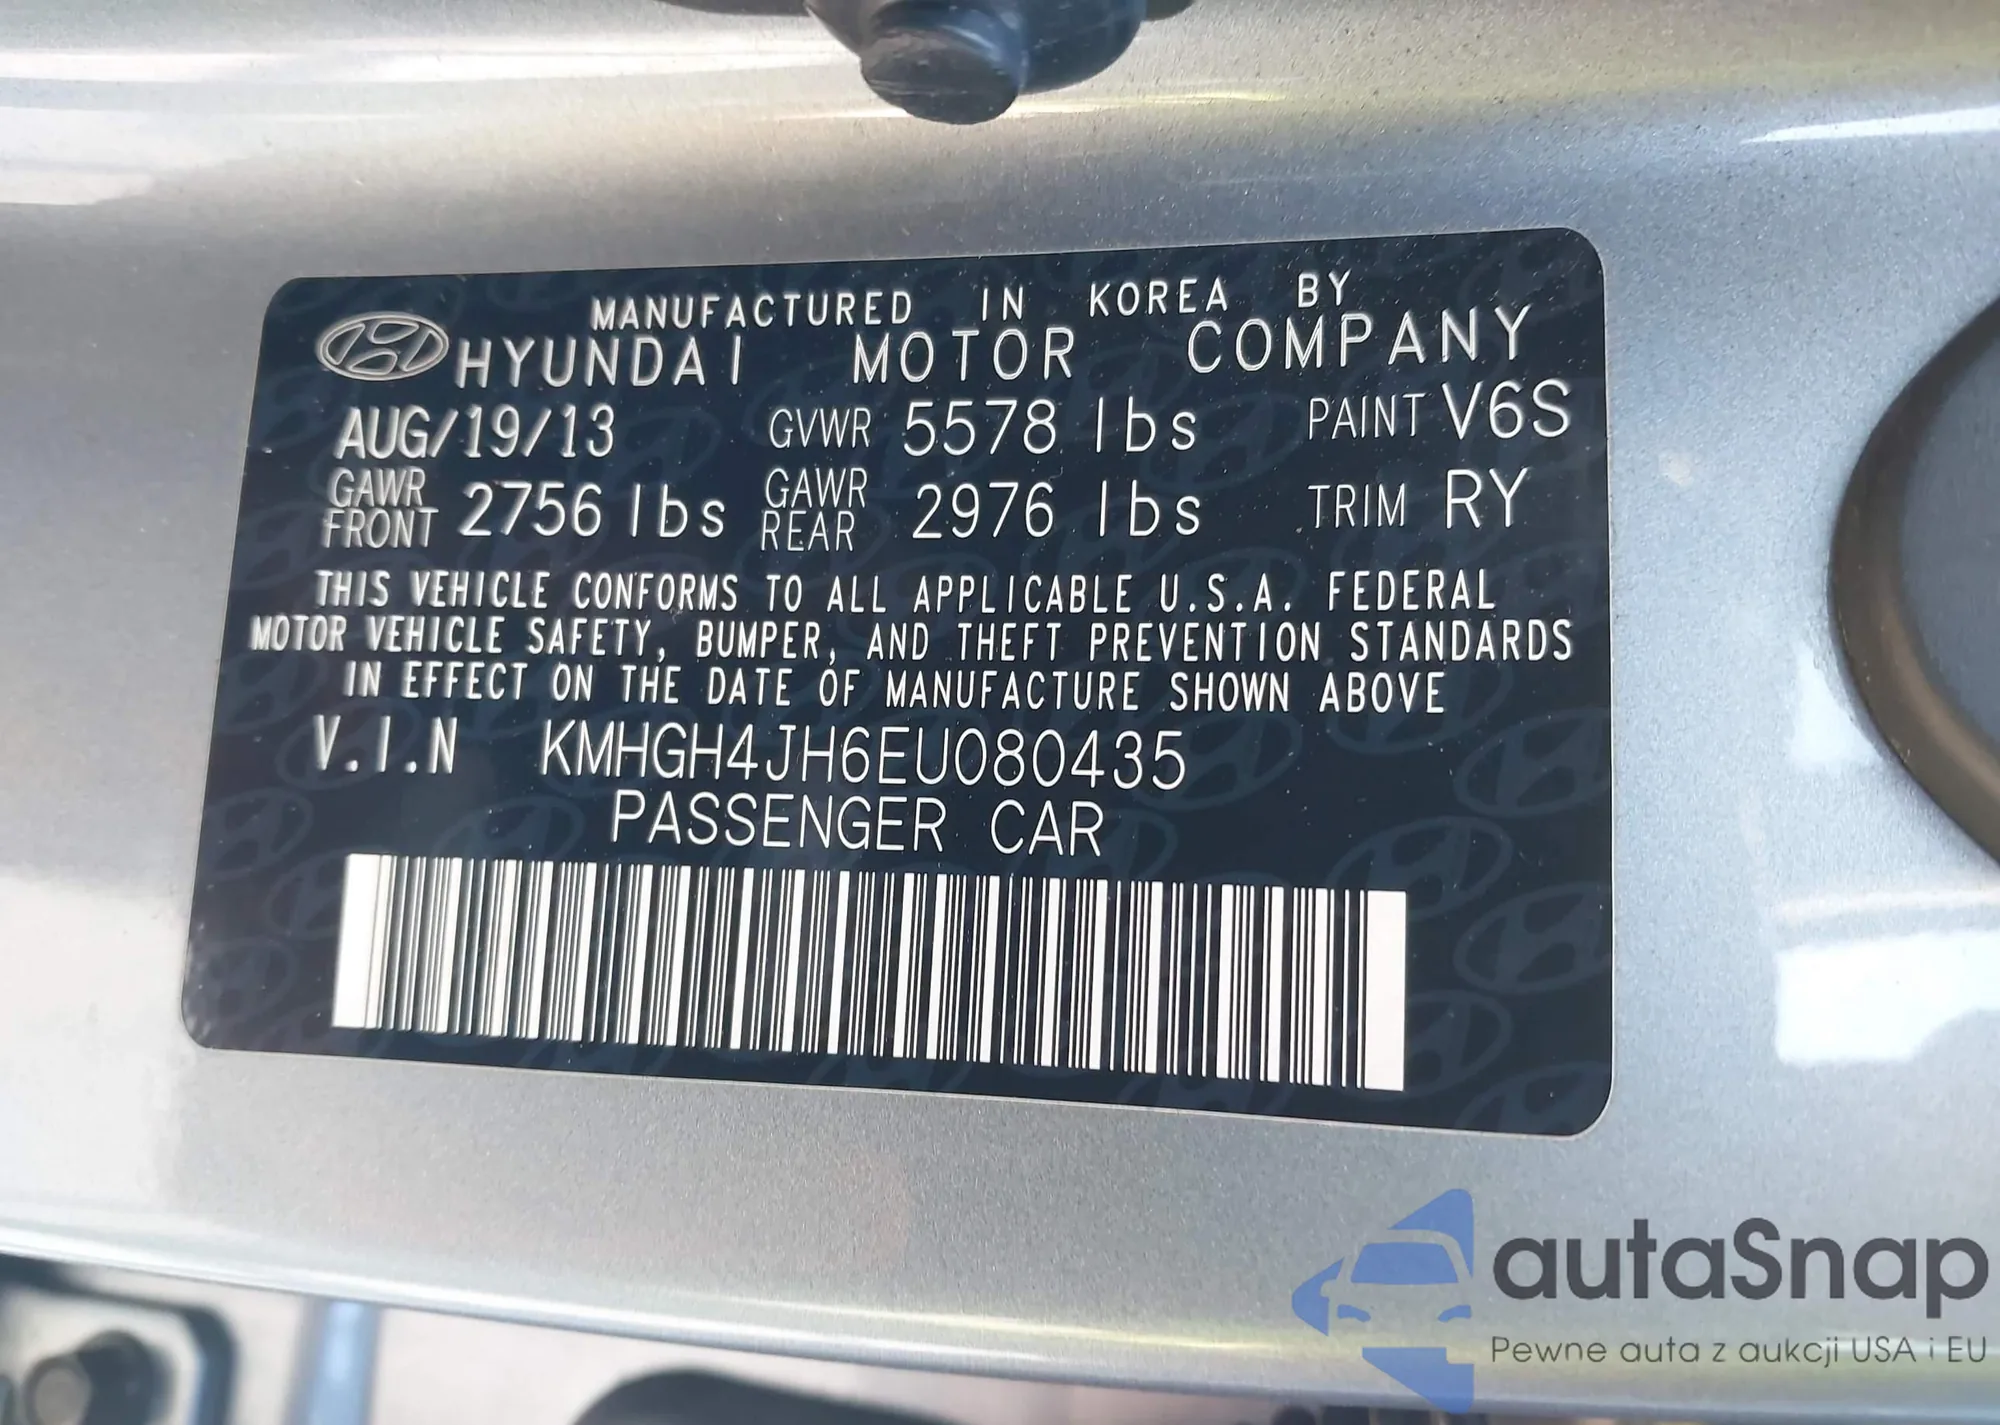 MANUFACTURED IN KOREA BY
HYUNDAI MOTOR COMPANY
AUG/19/13 GVWR 5578 lbs PAINT V6S
GAWR FRONT 2756 lbs GAWR REAR 2976 lbs TRIM RY
THIS VEHICLE CONFORMS TO ALL APPLICABLE U.S.A. FEDERAL
MOTOR VEHICLE SAFETY, BUMPER, AND THEFT PREVENTION STANDARDS
IN EFFECT ON THE DATE OF MANUFACTURE SHOWN ABOVE
V.I.N KMHGH4JH6EU080435
PASSENGER CAR
autaSnap
Pewne auta z aukcji USA i EU